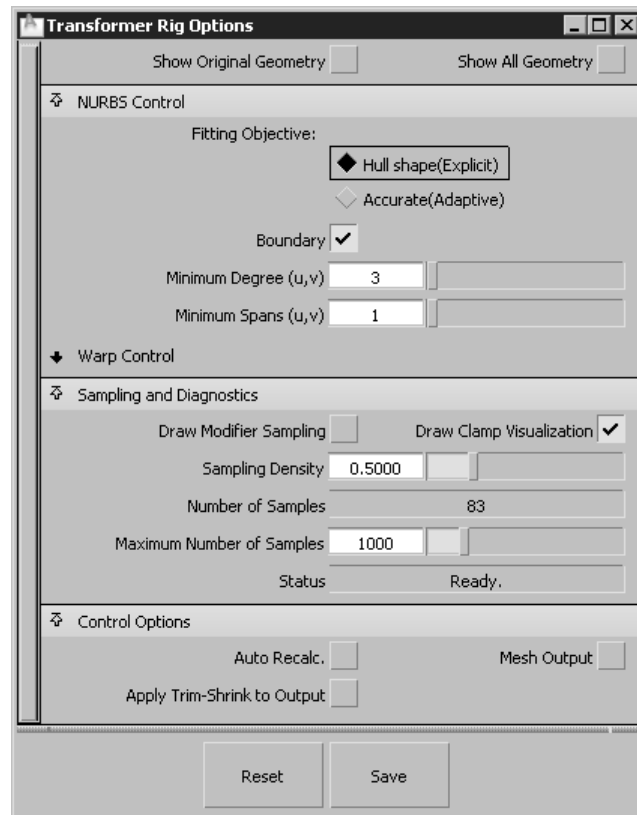 Transformer Rig Options
Show Original Geometry Show All Geometry
NURBS Control
Fitting Objective:
Hull shape(Explicit)
Accurate(Adaptive)
Boundary
Minimum Degree (u,v) 3
Minimum Spans (u,v) 1
Warp Control
Sampling and Diagnostics
Draw Modifier Sampling Draw Clamp Visualization
Sampling Density 0.5000
Number of Samples 83
Maximum Number of Samples 1000
Status Ready.
Control Options
Auto Recalc. Mesh Output
Apply Trim-Shrink to Output
Reset Save